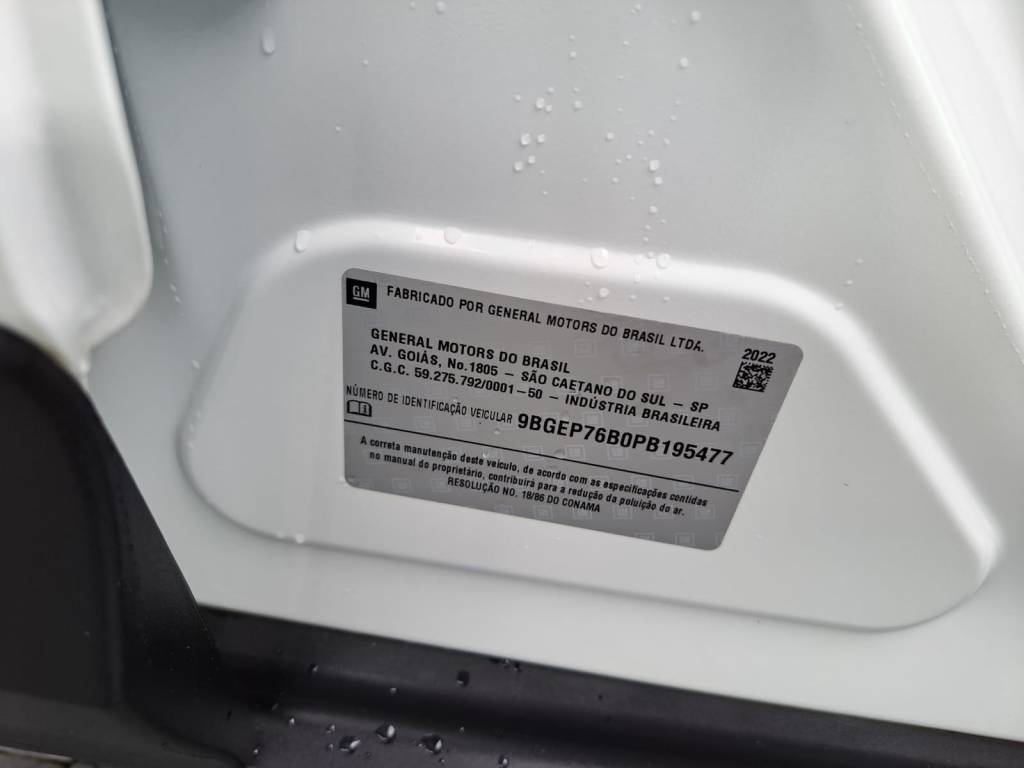 GM FABRICADO POR GENERAL MOTORS DO BRASIL LTDA.
2022
GENERAL MOTORS DO BRASIL
AV. GOIÁS, No.1805 – SÃO CAETANO DO SUL – SP
C.G.C. 59.275.792/0001–50 – INDÚSTRIA BRASILEIRA
NÚMERO DE IDENTIFICAÇÃO VEICULAR 9BGEP76B0PB195477
A correta manutenção deste veículo, de acordo com as especificações contidas
no manual do proprietário, contribuirá para a redução da poluição do ar.
RESOLUÇÃO NO. 18/86 DO CONAMA